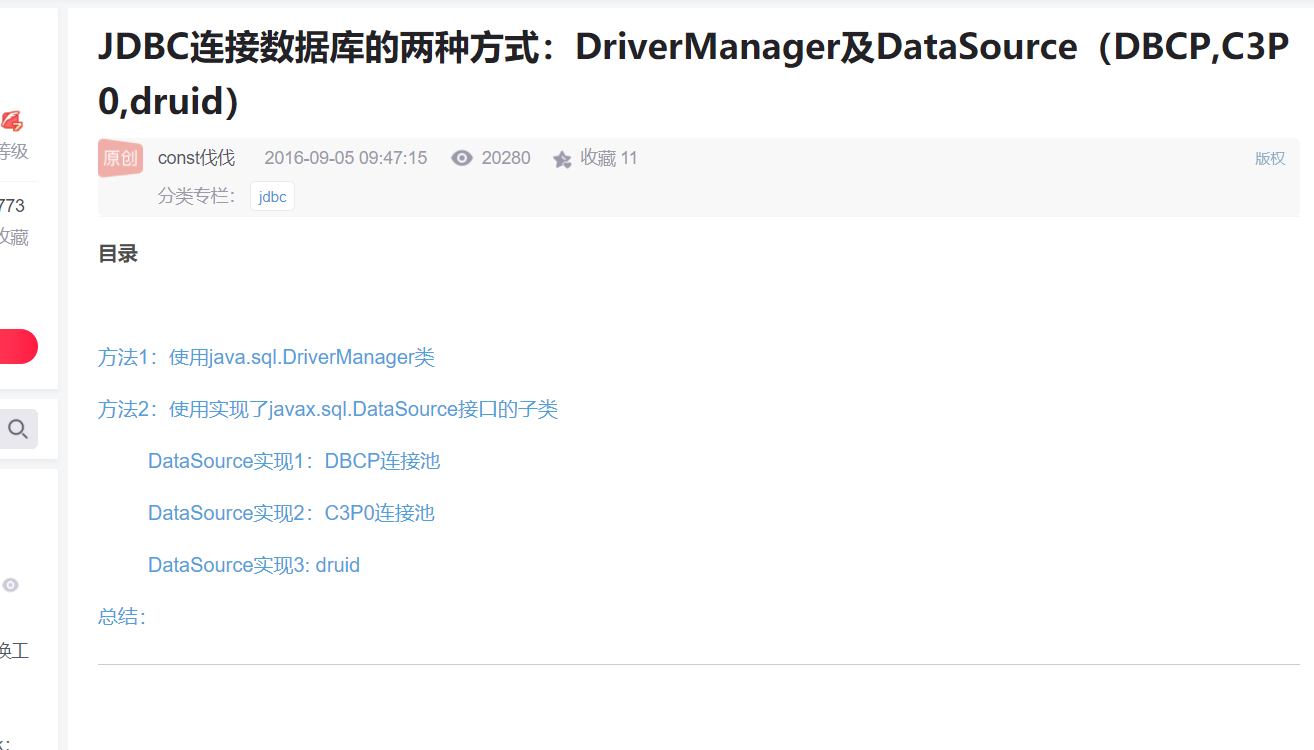 JDBC连接数据库的两种方式：DriverManager及DataSource（DBCP,C3P
0,druid）
等级
原创 const伐伐 2016-09-05 09:47:15 20280 收藏 11 版权
分类专栏： jdbc
773
收藏
目录
方法1：使用java.sql.DriverManager类
方法2：使用实现了javax.sql.DataSource接口的子类
DataSource实现1：DBCP连接池
DataSource实现2：C3P0连接池
DataSource实现3: druid
总结：
换工